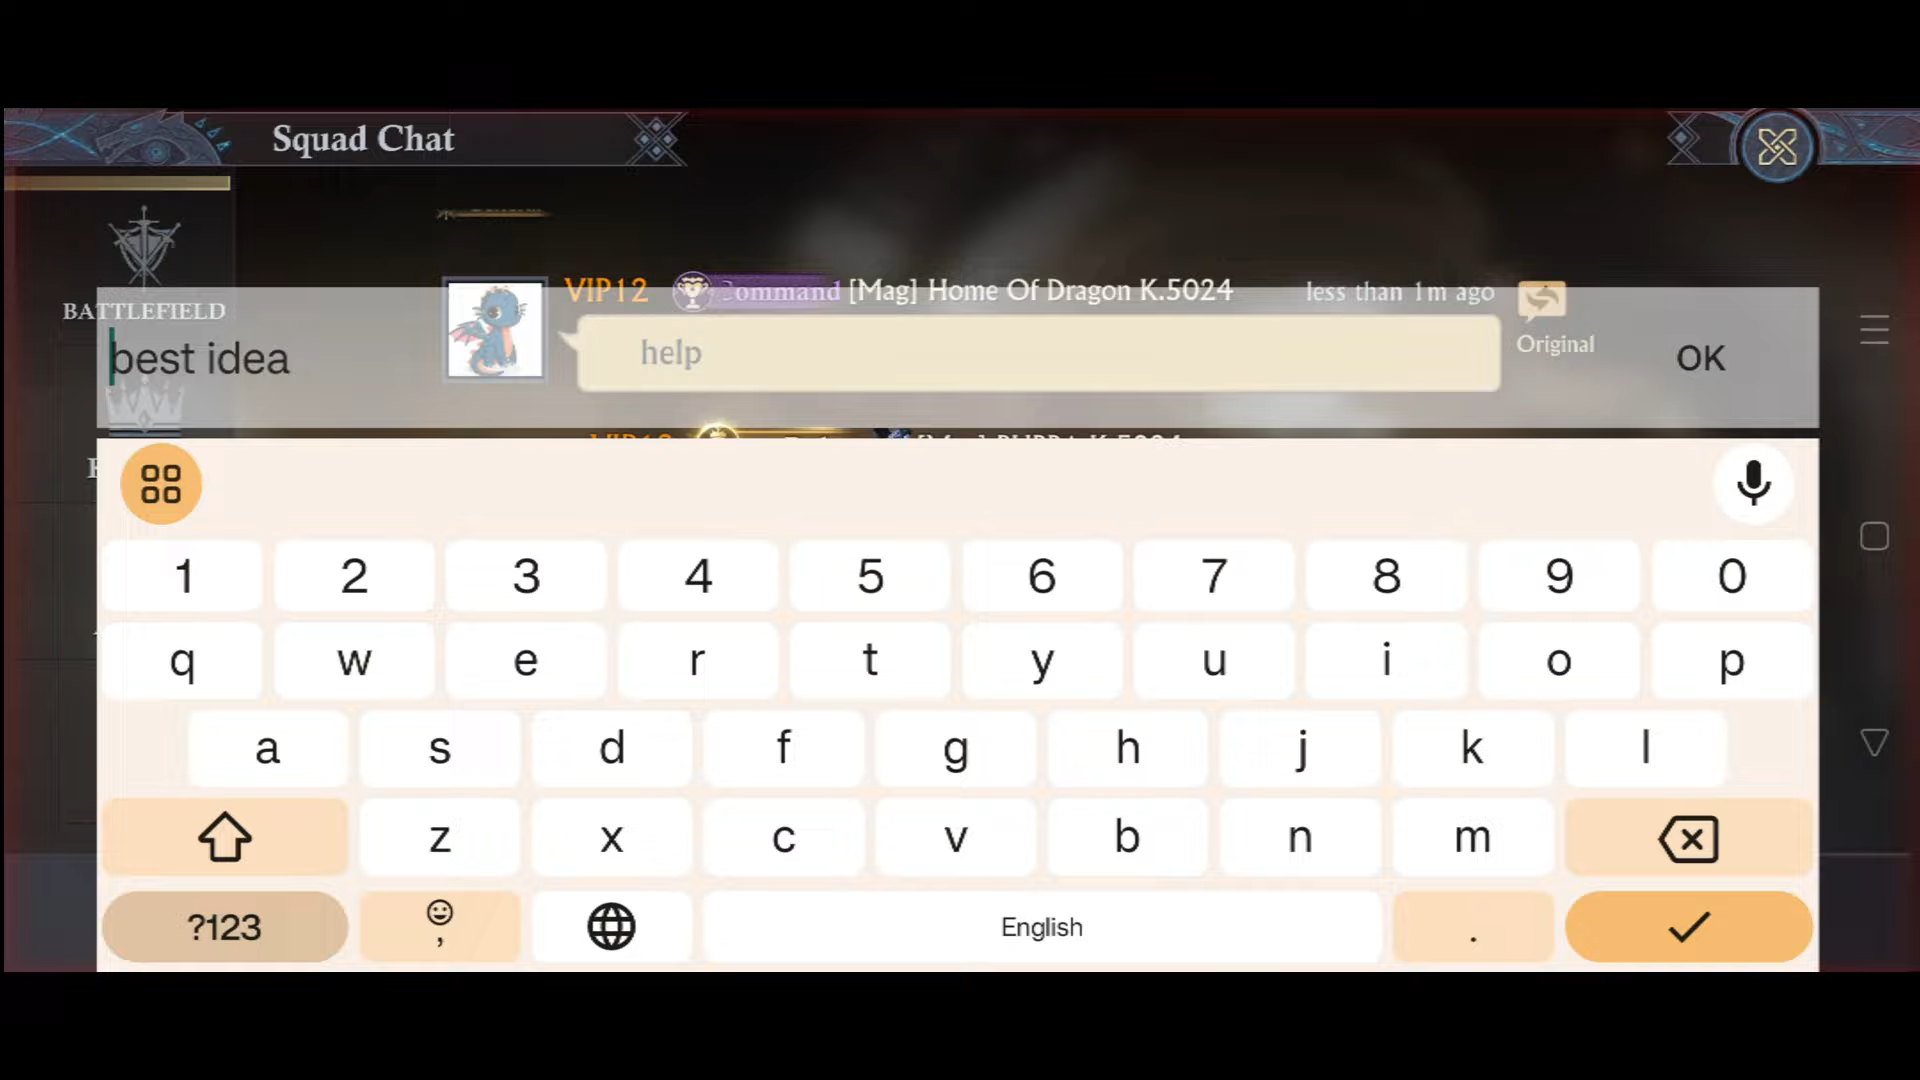 Squad Chat
VIP12 Command [Mag] Home Of Dragon K.5024 less than 1m ago
BATTLEFIELD
help
Original
best idea
OK
1 2 3 4 5 6 7 8 9 0
q w e r t y u i o p
a s d f g h j k l
z x c v b n m
?123 , English .